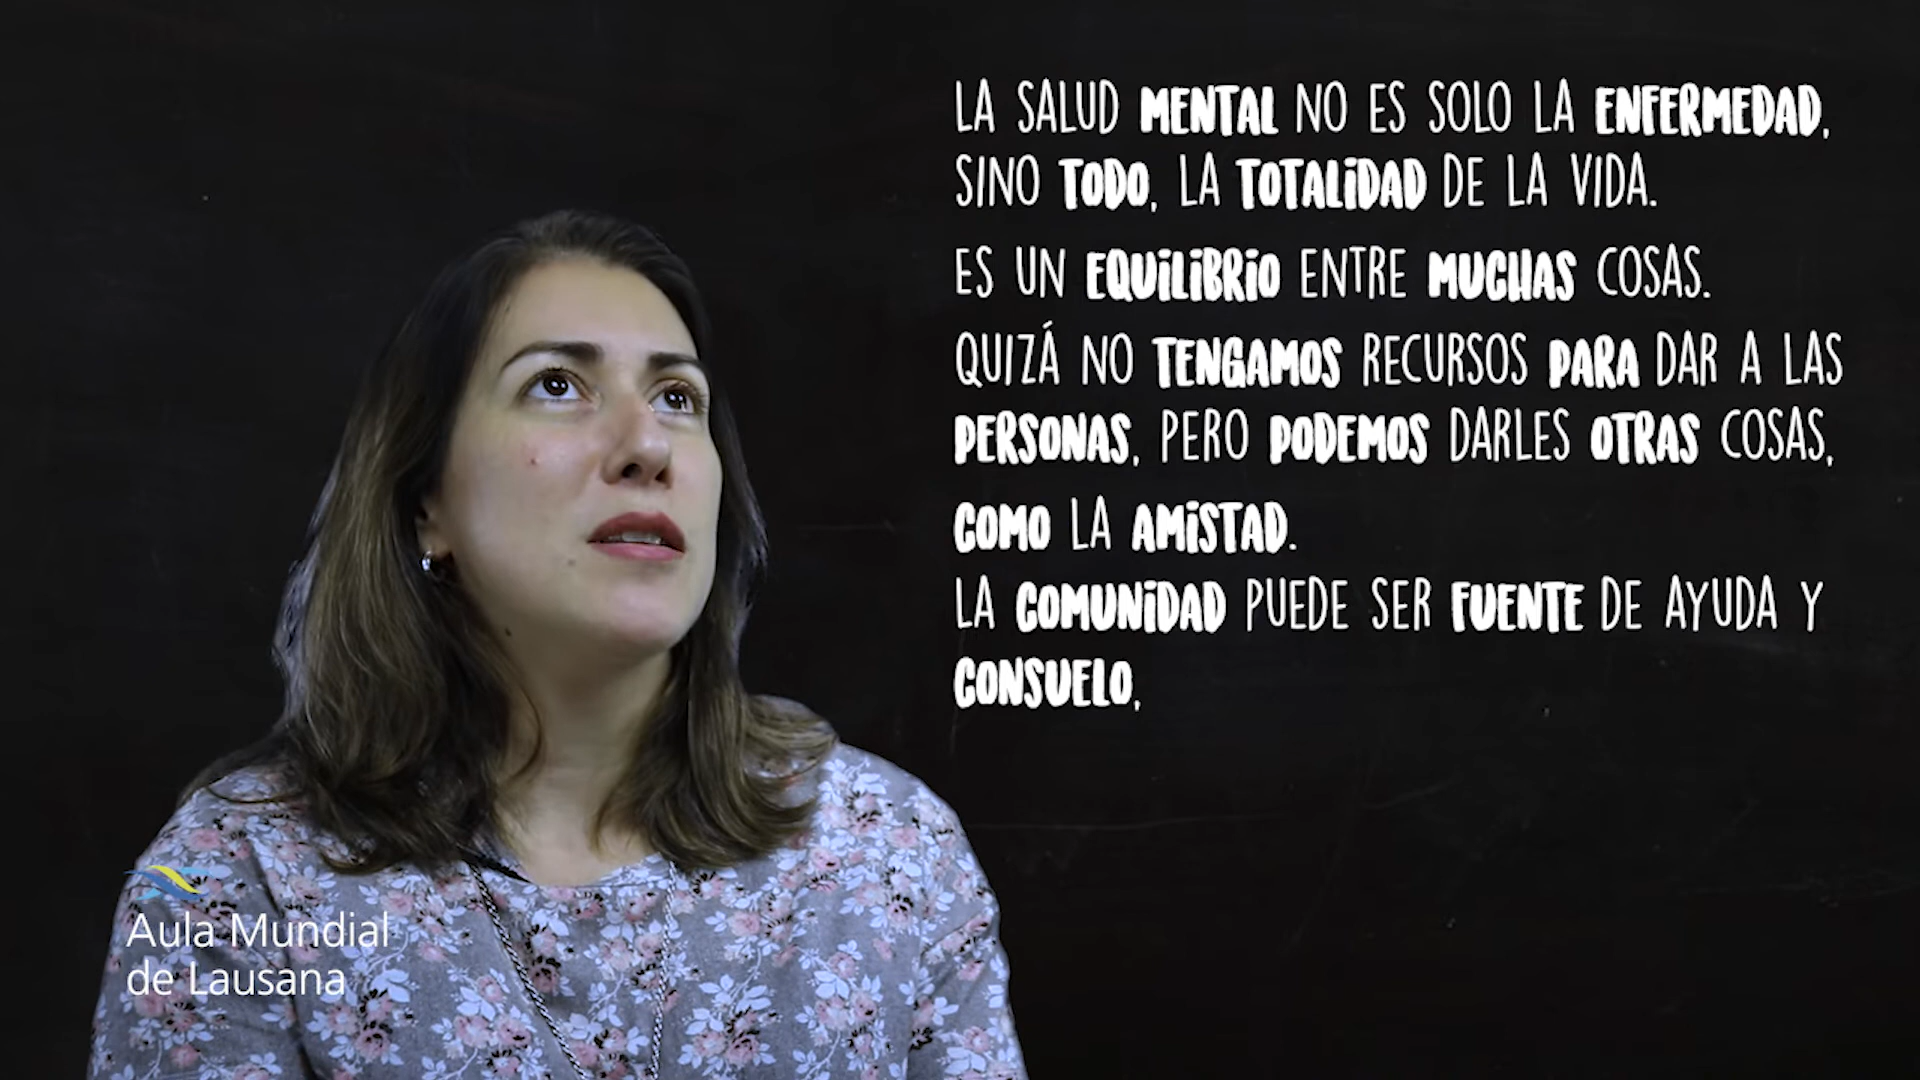 LA SALUD MENTAL NO ES SOLO LA ENFERMEDAD,
SINO TODO, LA TOTALIDAD DE LA VIDA.
ES UN EQUILIBRIO ENTRE MUCHAS COSAS.
QUIZÁ NO TENGAMOS RECURSOS PARA DAR A LAS
PERSONAS, PERO PODEMOS DARLES OTRAS COSAS,
COMO LA AMISTAD.
LA COMUNIDAD PUEDE SER FUENTE DE AYUDA Y
CONSUELO,
Aula Mundial
de Lausana